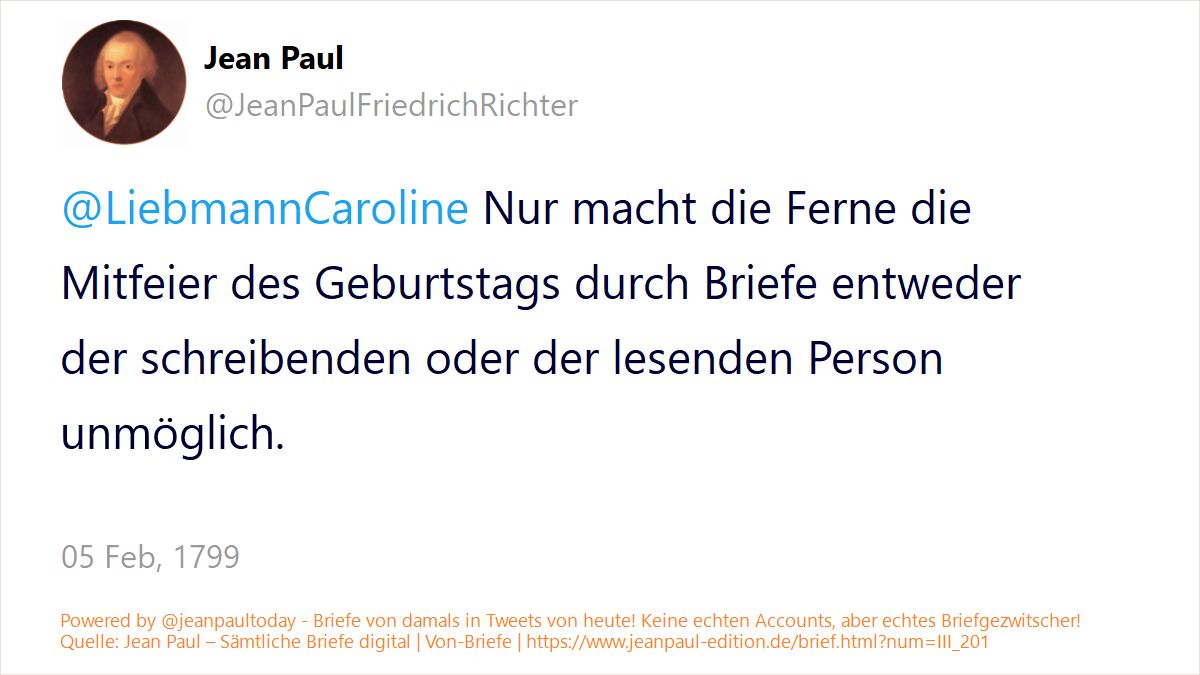 Jean Paul
@JeanPaulFriedrichRichter
@LiebmannCaroline Nur macht die Ferne die
Mitfeier des Geburtstags durch Briefe entweder
der schreibenden oder der lesenden Person
unmöglich.
05 Feb, 1799
Powered by @jeanpaultoday - Briefe von damals in Tweets von heute! Keine echten Accounts, aber echtes Briefgezwitscher!
Quelle: Jean Paul – Sämtliche Briefe digital | Von-Briefe | https://www.jeanpaul-edition.de/brief.html?num=III_201